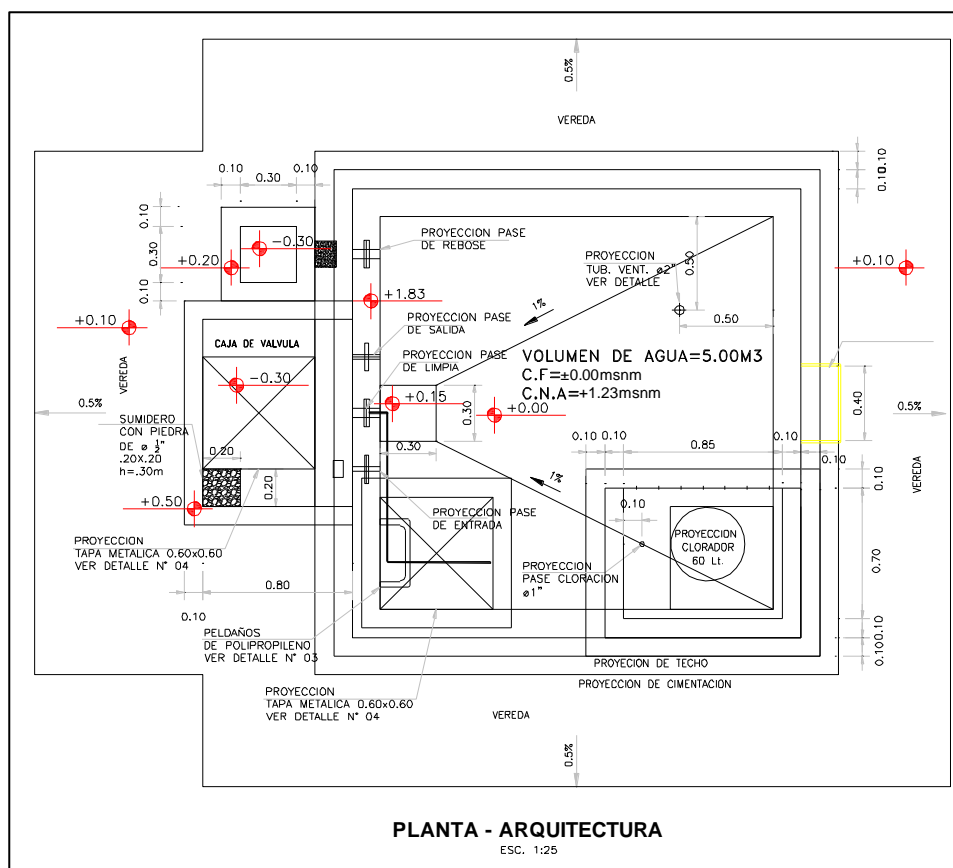 0.5%
VEREDA
0.10
0.30
0.10
0.10
0.10
0.10
0.30
0.10
-0.30
+0.20
+0.10
VEREDA
0.5%
PROYECCION PASE
DE REBOSE
+1.83
PROYECCION PASE
DE SALIDA
PROYECCION PASE
DE LIMPIA
1%
PROYECCION
TUB. VENT. ø2"
VER DETALLE
0.50
0.50
+0.10
CAJA DE VALVULA
-0.30
VOLUMEN DE AGUA=5.00M3
C.F=±0.00msnm
C.N.A=+1.23msnm
+0.15
+0.00
0.30
0.30
0.40
0.5%
SUMIDERO
CON PIEDRA
DE ø ½"
.20X.20
h=.30m
0.20
0.20
+0.50
0.10
0.10
0.85
0.10
0.10
0.10
VEREDA
1%
PROYECCION PASE
DE ENTRADA
0.10
PROYECCION
CLORADOR
60 Lt.
0.70
PROYECCION
TAPA METALICA 0.60x0.60
VER DETALLE N° 04
PROYECCION
PASE CLORACION
ø1"
0.80
0.10
0.10
0.10
0.10
PELDAÑOS
DE POLIPROPILENO
VER DETALLE N° 03
PROYECION DE TECHO
PROYECCION DE CIMENTACION
PROYECCION
TAPA METALICA 0.60x0.60
VER DETALLE N° 04
VEREDA
0.5%
PLANTA - ARQUITECTURA
ESC. 1:25